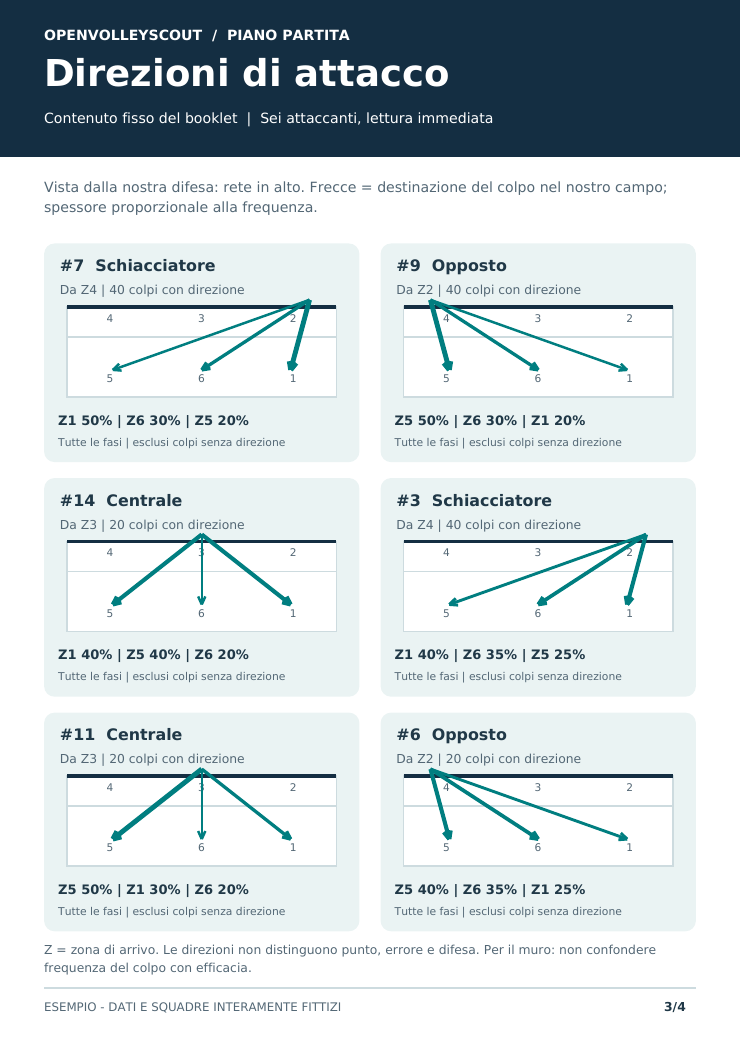 OPENVOLLEYSCOUT / PIANO PARTITA
Direzioni di attacco
Contenuto fisso del booklet | Sei attaccanti, lettura immediata
Vista dalla nostra difesa: rete in alto. Frecce = destinazione del colpo nel nostro campo;
spessore proporzionale alla frequenza.
#7 Schiacciatore
Da Z4 | 40 colpi con direzione
4 3 2
5 6 1
Z1 50% | Z6 30% | Z5 20%
Tutte le fasi | esclusi colpi senza direzione
#9 Opposto
Da Z2 | 40 colpi con direzione
4 3 2
5 6 1
Z5 50% | Z6 30% | Z1 20%
Tutte le fasi | esclusi colpi senza direzione
#14 Centrale
Da Z3 | 20 colpi con direzione
4 3 2
5 6 1
Z1 40% | Z5 40% | Z6 20%
Tutte le fasi | esclusi colpi senza direzione
#3 Schiacciatore
Da Z4 | 40 colpi con direzione
4 3 2
5 6 1
Z1 40% | Z6 35% | Z5 25%
Tutte le fasi | esclusi colpi senza direzione
#11 Centrale
Da Z3 | 20 colpi con direzione
4 3 2
5 6 1
Z5 50% | Z1 30% | Z6 20%
Tutte le fasi | esclusi colpi senza direzione
#6 Opposto
Da Z2 | 20 colpi con direzione
4 3 2
5 6 1
Z5 40% | Z6 35% | Z1 25%
Tutte le fasi | esclusi colpi senza direzione
Z = zona di arrivo. Le direzioni non distinguono punto, errore e difesa. Per il muro: non confondere
frequenza del colpo con efficacia.
ESEMPIO - DATI E SQUADRE INTERAMENTE FITTIZI
3/4